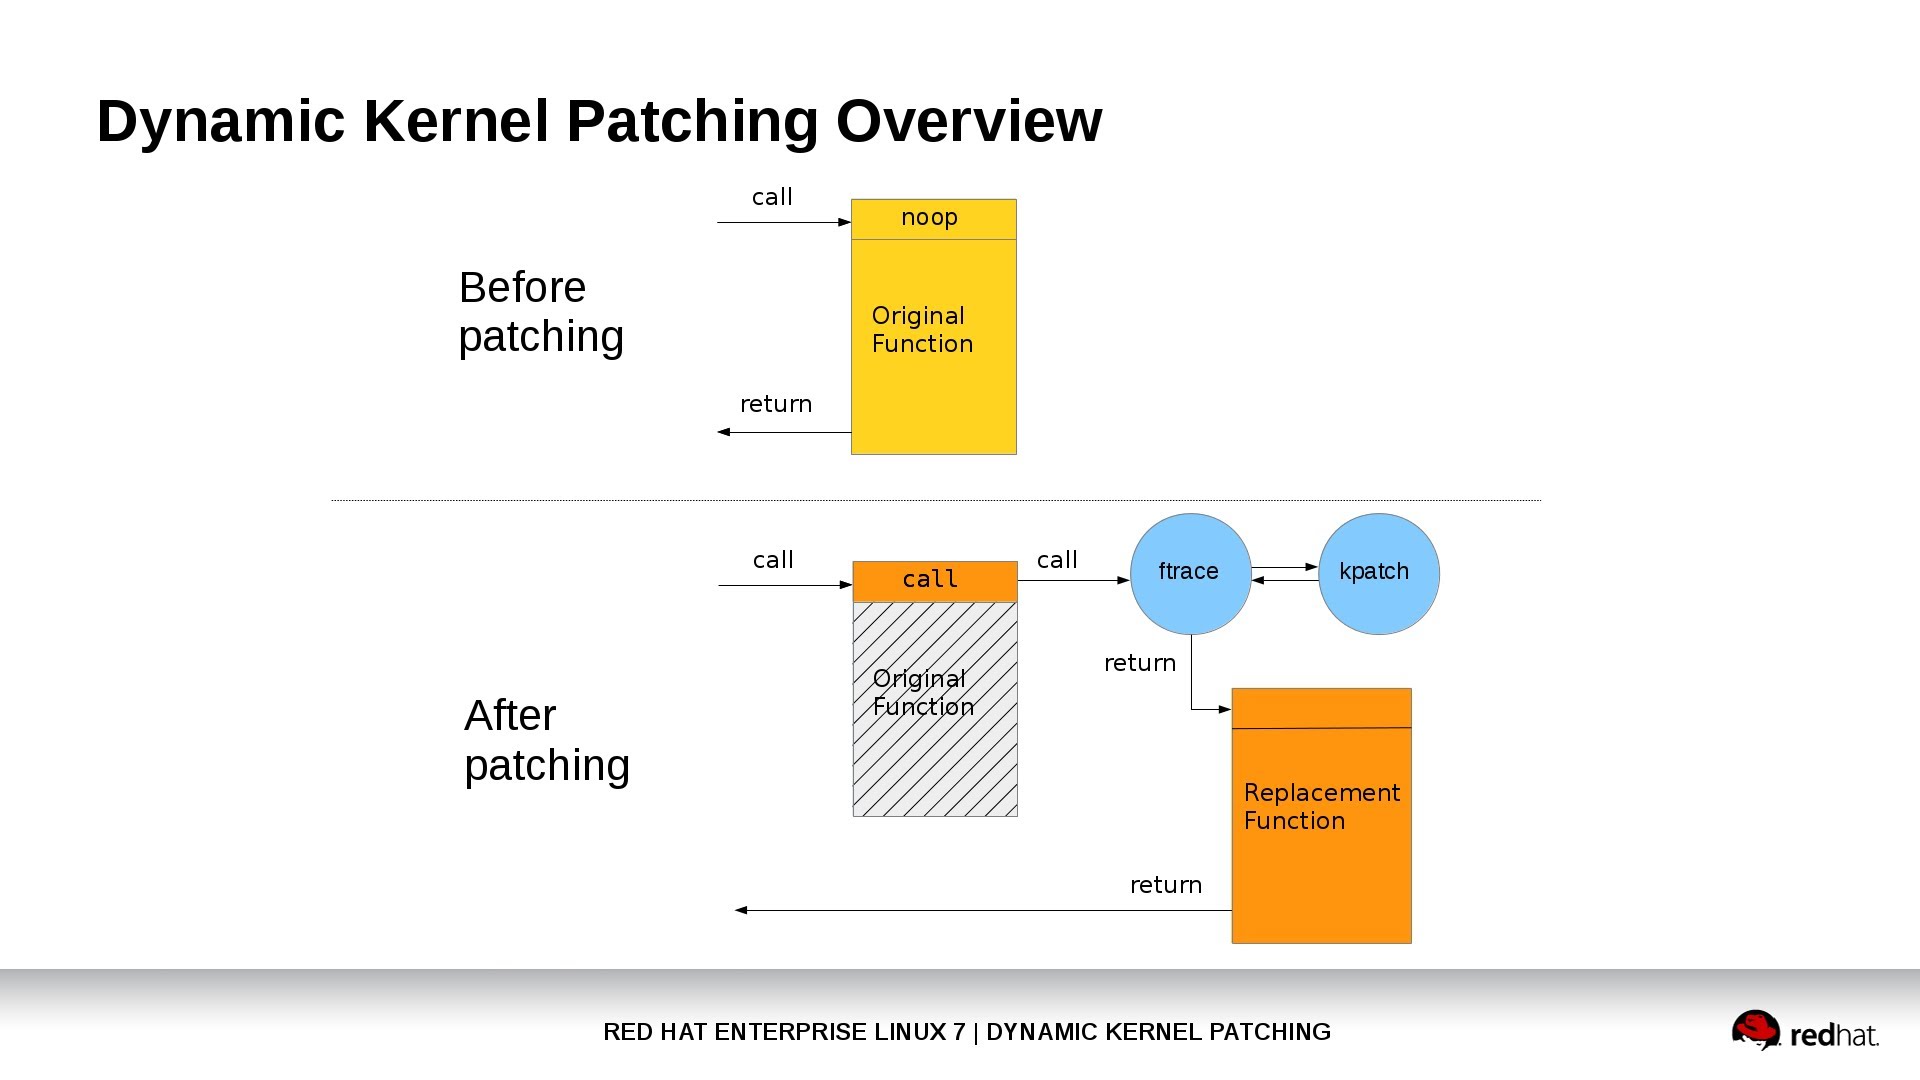 Dynamic Kernel Patching Overview
call
noop
Before
patching
Original
Function
return
call
call
call
ftrace
kpatch
return
Original
Function
After
patching
Replacement
Function
return
RED HAT ENTERPRISE LINUX 7 | DYNAMIC KERNEL PATCHING
redhat.